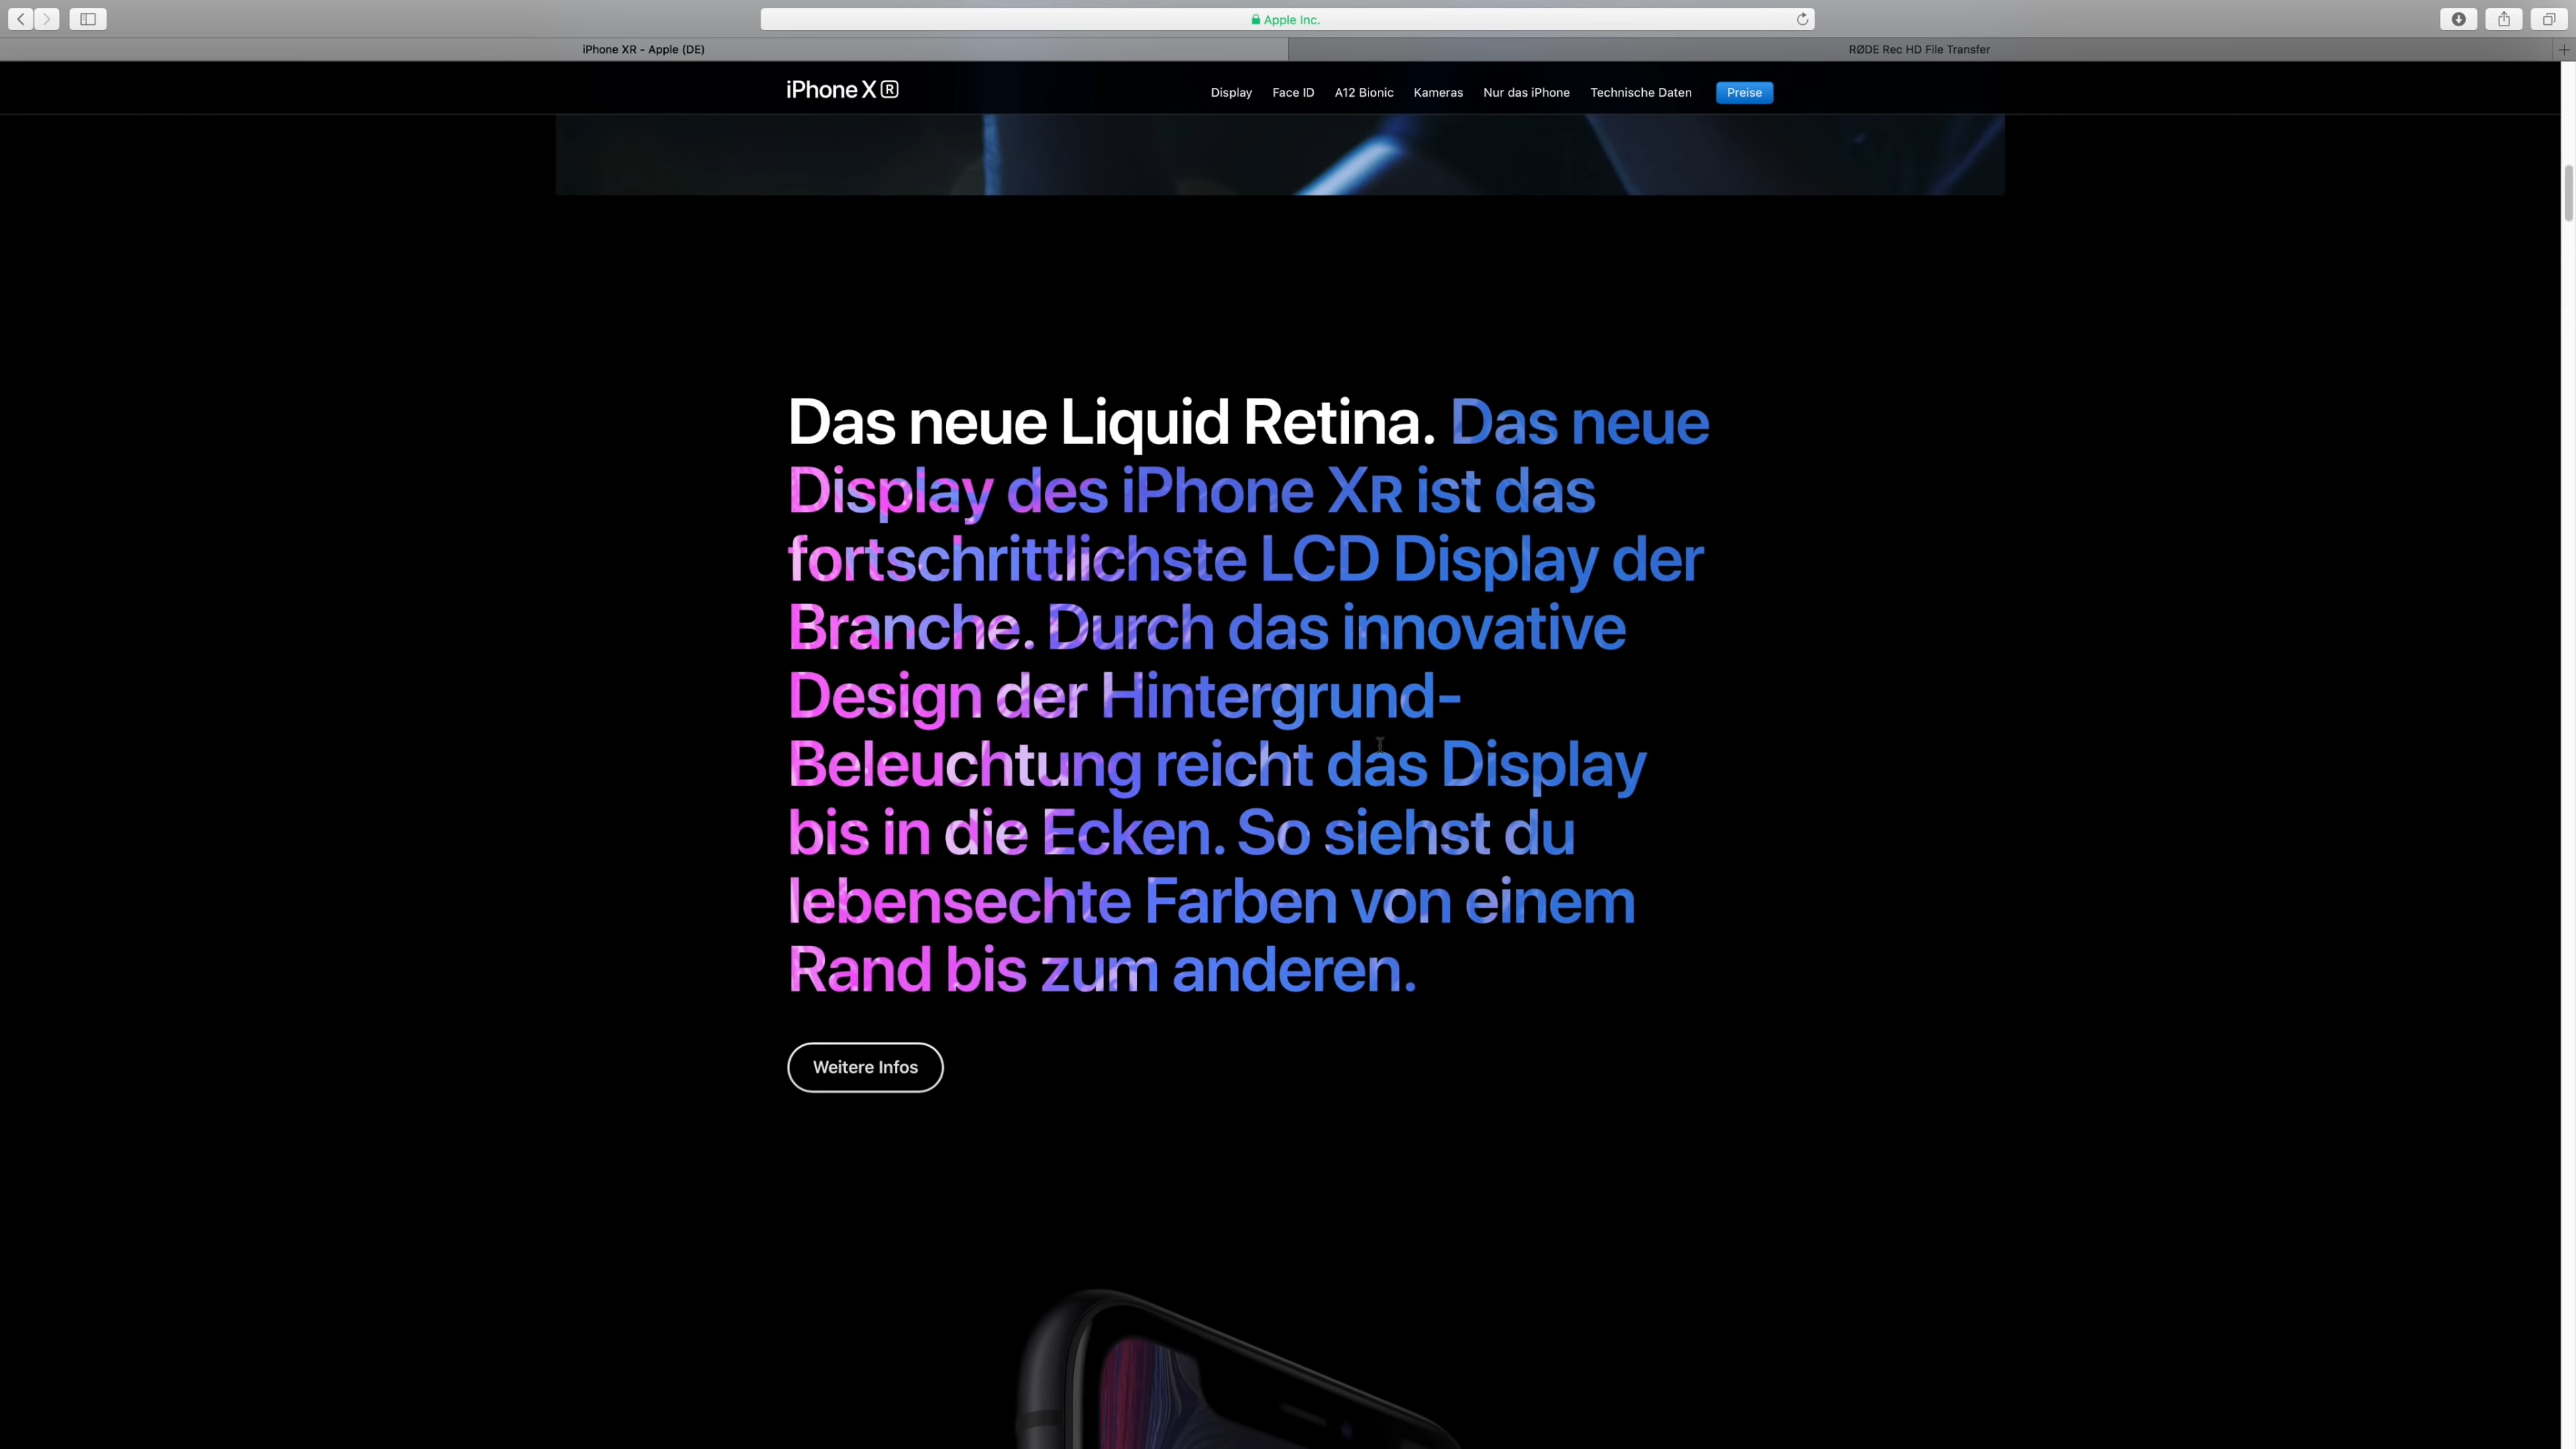 Apple Inc.
iPhone XR - Apple (DE)
RØDE Rec HD File Transfer
iPhone XR
Display Face ID A12 Bionic Kameras Nur das iPhone Technische Daten Preise
Das neue Liquid Retina. Das neue
Display des iPhone XR ist das
fortschrittlichste LCD Display der
Branche. Durch das innovative
Design der Hintergrund-
Beleuchtung reicht das Display
bis in die Ecken. So siehst du
lebensechte Farben von einem
Rand bis zum anderen.
Weitere Infos